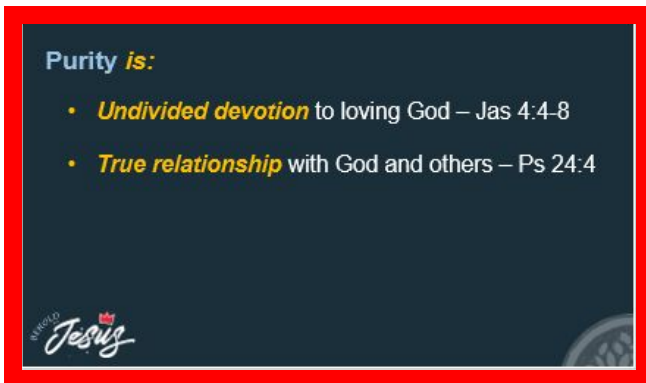 Purity is:
• Undivided devotion to loving God – Jas 4:4-8
• True relationship with God and others – Ps 24:4
BEHOLD
Jesus